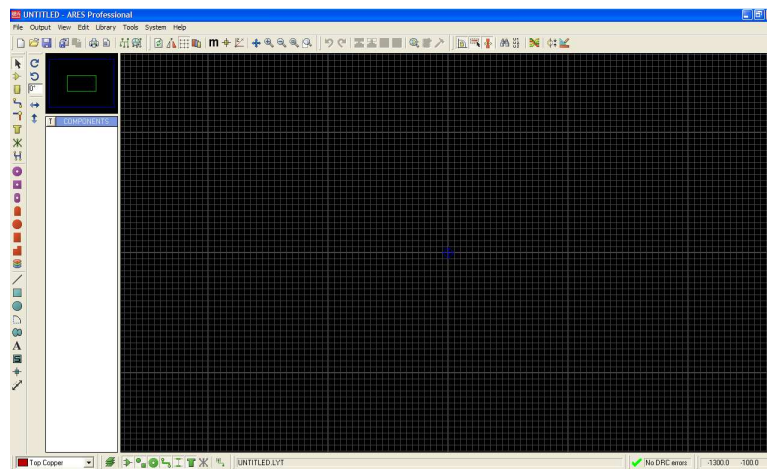 UNTITLED - ARES Professional
File Output View Edit Library Tools System Help
m
0°
T COMPONENTS
A
Top Copper
UNTITLED.LYT
No DRC errors
-1300.0 -100.0